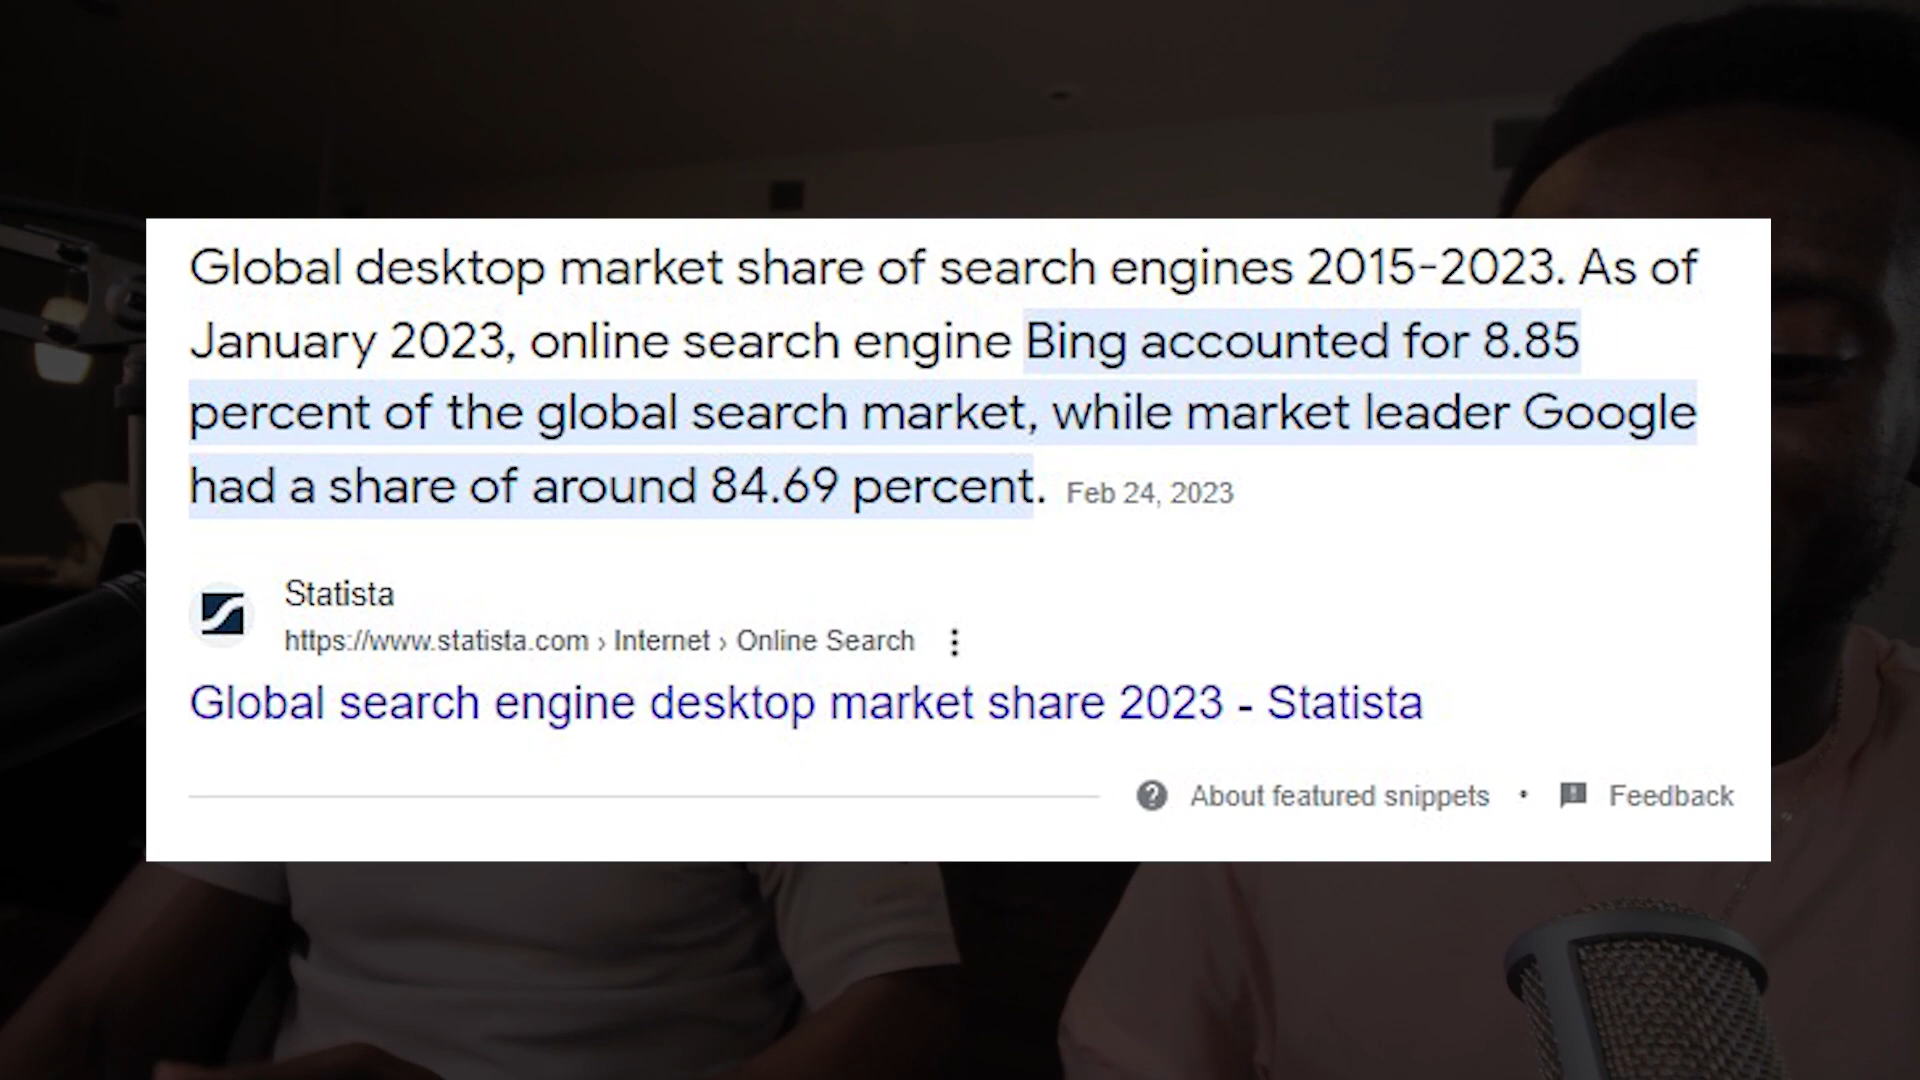 Global desktop market share of search engines 2015-2023. As of
January 2023, online search engine Bing accounted for 8.85
percent of the global search market, while market leader Google
had a share of around 84.69 percent. Feb 24, 2023
Statista
https://www.statista.com › Internet › Online Search
Global search engine desktop market share 2023 - Statista
About featured snippets • Feedback